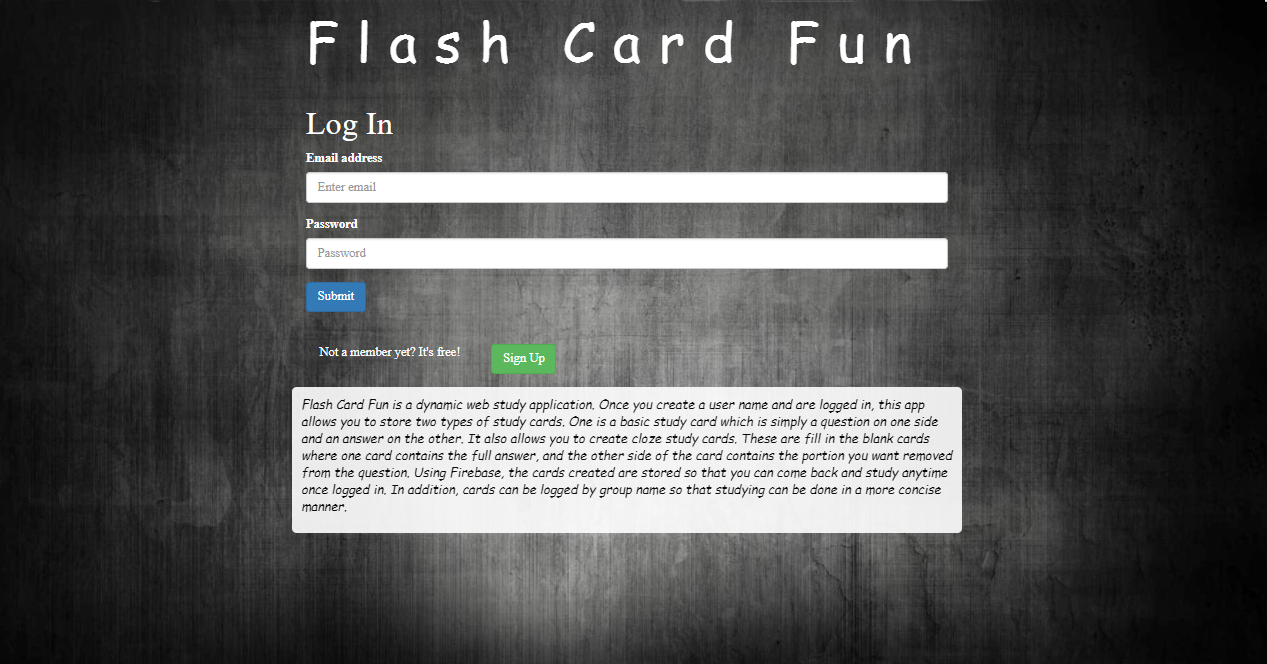 Flash Card Fun
Log In
Email address
Enter email
Password
Password
Submit
Not a member yet? It's free!
Sign Up
Flash Card Fun is a dynamic web study application. Once you create a user name and are logged in, this app
allows you to store two types of study cards. One is a basic study card which is simply a question on one side
and an answer on the other. It also allows you to create cloze study cards. These are fill in the blank cards
where one card contains the full answer, and the other side of the card contains the portion you want removed
from the question. Using Firebase, the cards created are stored so that you can come back and study anytime
once logged in. In addition, cards can be logged by group name so that studying can be done in a more concise
manner.